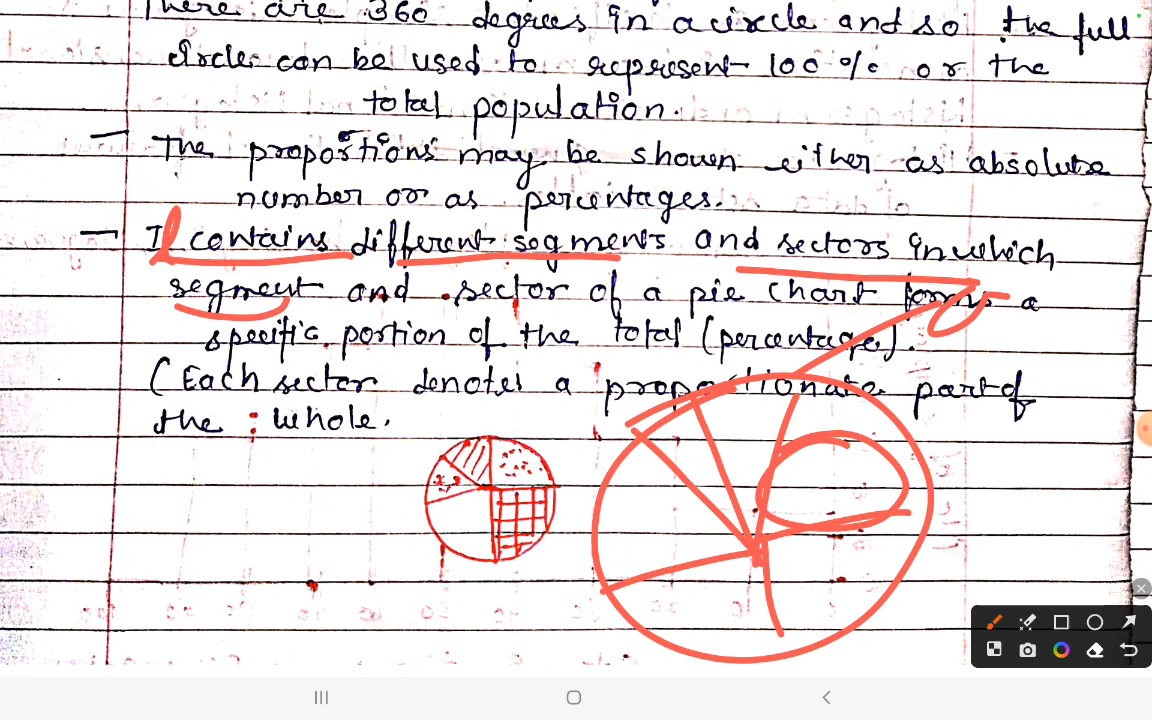 There are 360 degrees in a circle and so the full
circle can be used to represent 100 % or the
total population.
The proportions may be shown either as absolute
number or as percentages.
It contains different segments and sectors in which
segment and sector of a pie chart forms a
specific portion of the total (percentage).
(Each sector denotes a proportionate part of
the whole.